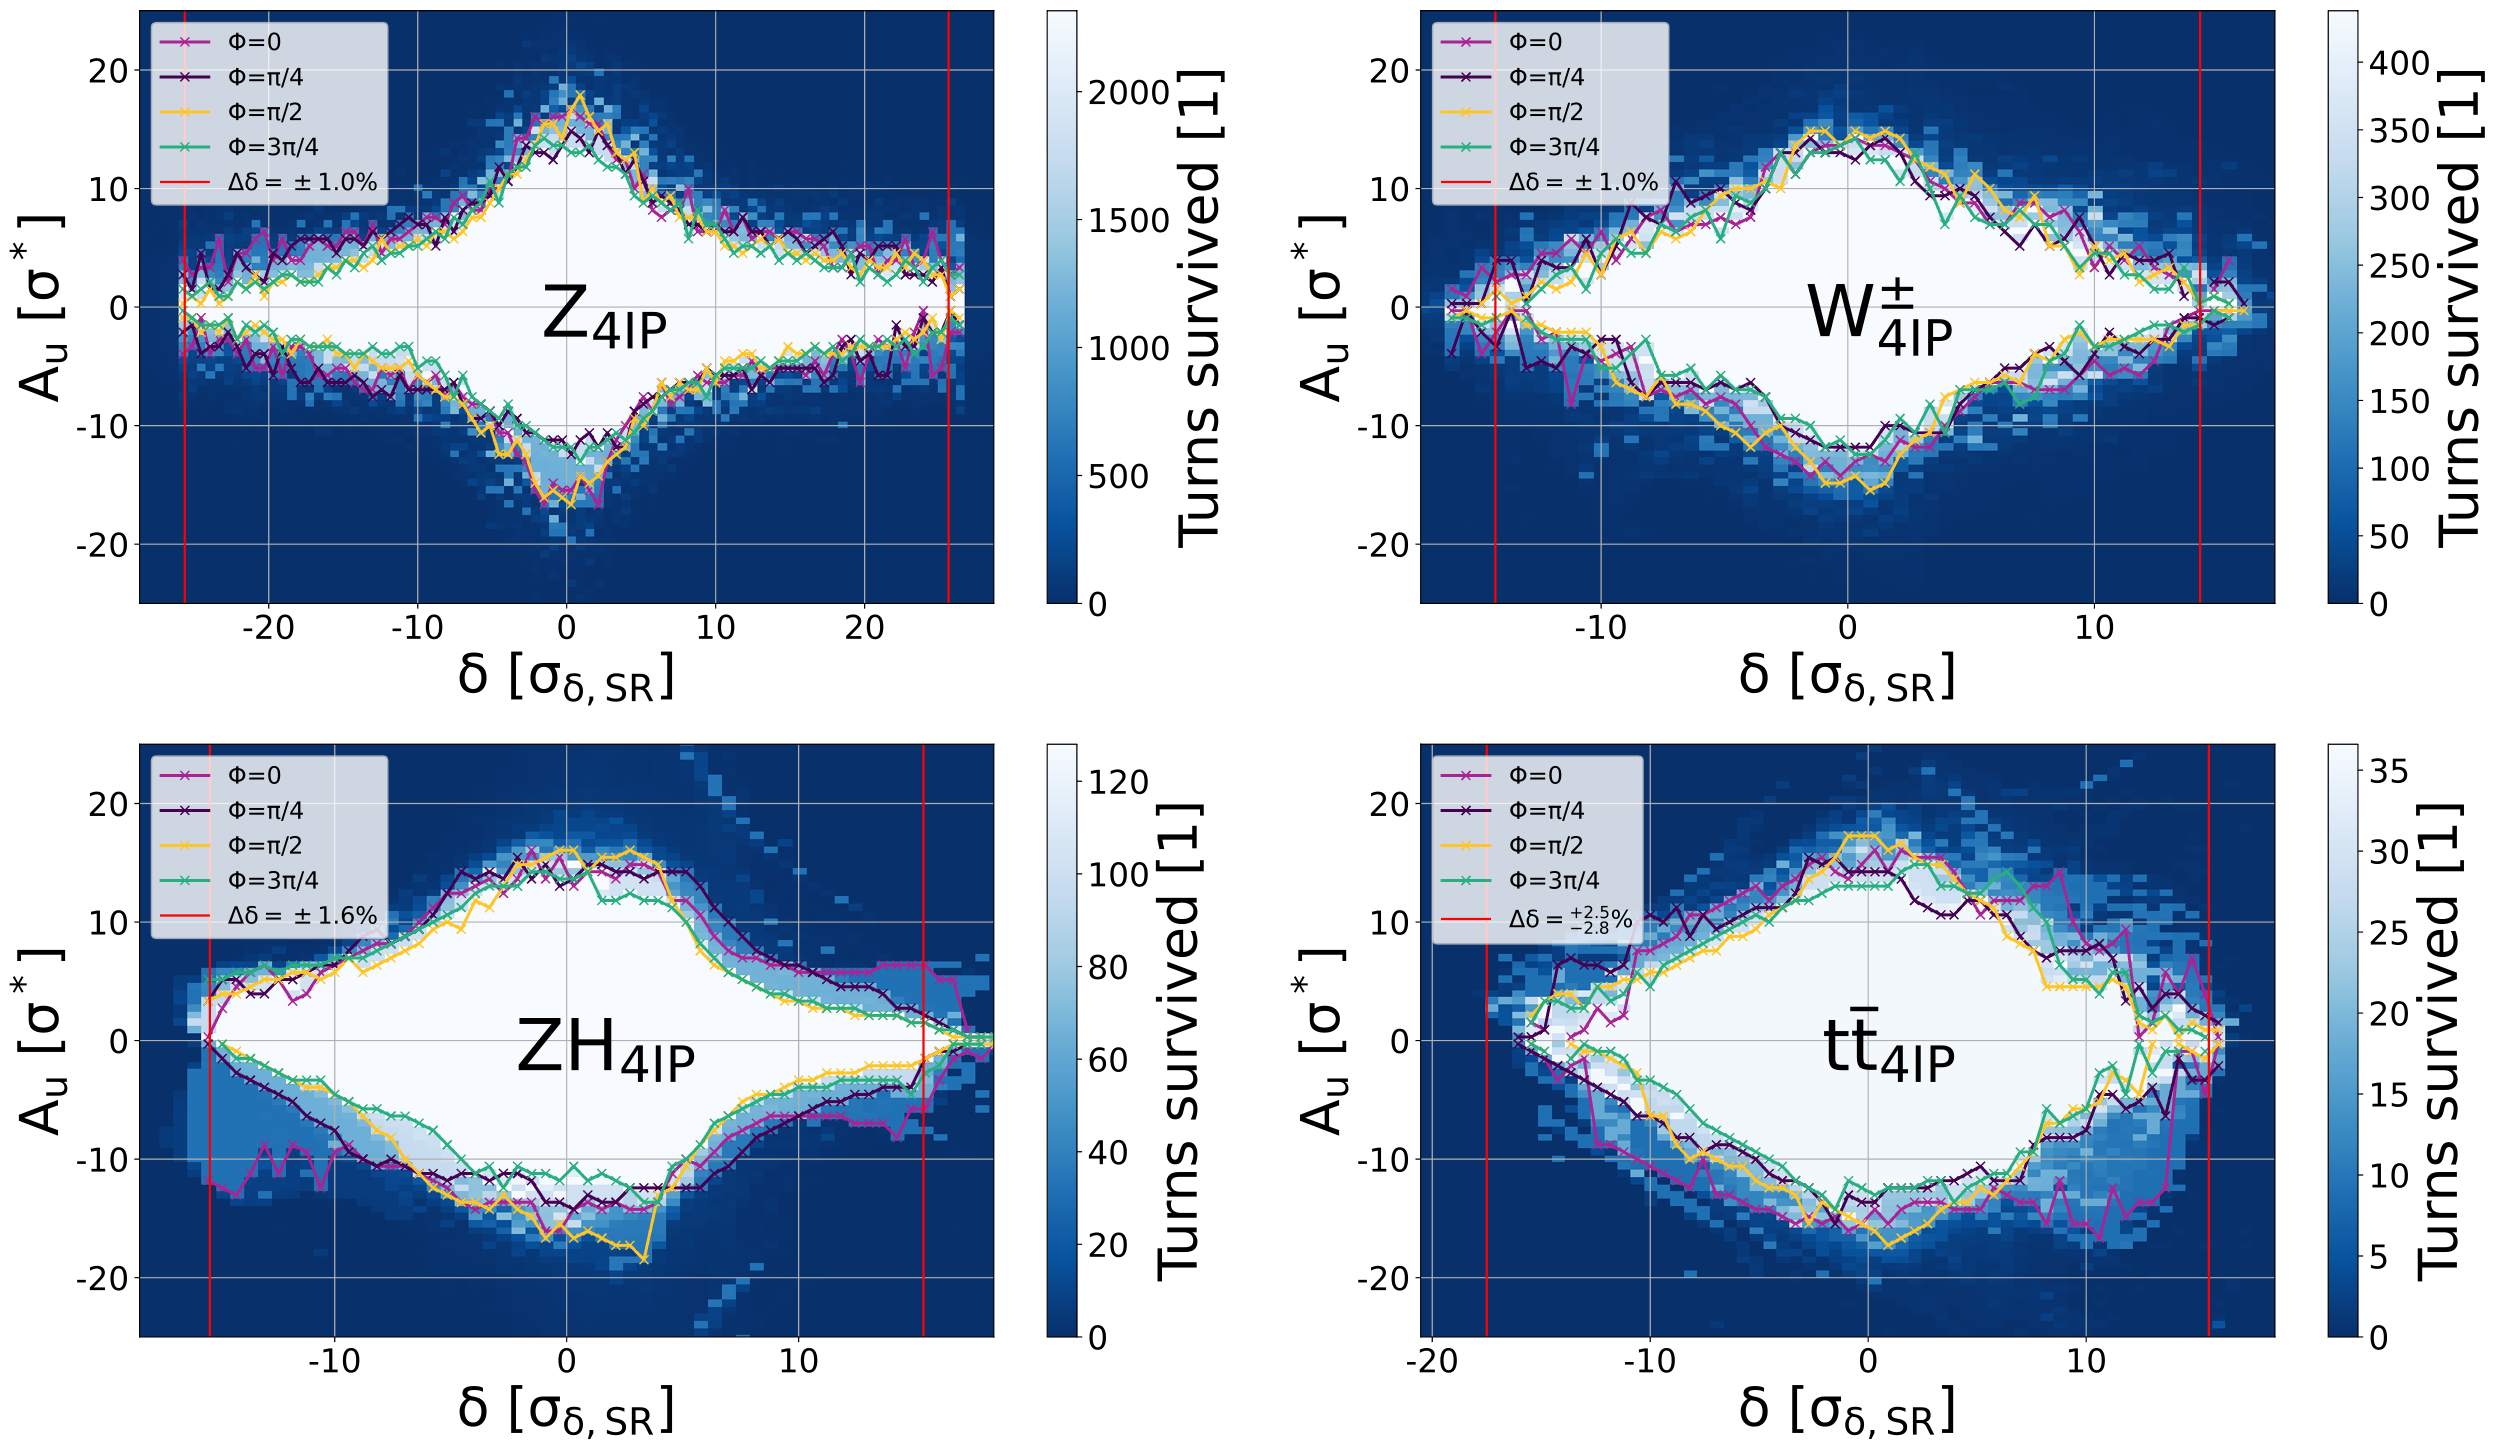 Φ=0
Φ=π/4
Φ=π/2
Φ=3π/4
Δδ = ±1.0%
Z4IP
20
10
0
-10
-20
Au [σ*]
-20 -10 0 10 20
δ [σδ, SR]
2000
1500
1000
500
0
Turns survived [1]
Φ=0
Φ=π/4
Φ=π/2
Φ=3π/4
Δδ = ±1.0%
W±4IP
20
10
0
-10
-20
Au [σ*]
-10 0 10
δ [σδ, SR]
400
350
300
250
200
150
100
50
0
Turns survived [1]
Φ=0
Φ=π/4
Φ=π/2
Φ=3π/4
Δδ = ±1.6%
ZH4IP
20
10
0
-10
-20
Au [σ*]
-10 0 10
δ [σδ, SR]
120
100
80
60
40
20
0
Turns survived [1]
Φ=0
Φ=π/4
Φ=π/2
Φ=3π/4
Δδ = +2.5 −2.8%
tt̄4IP
20
10
0
-10
-20
Au [σ*]
-20 -10 0 10
δ [σδ, SR]
35
30
25
20
15
10
5
0
Turns survived [1]